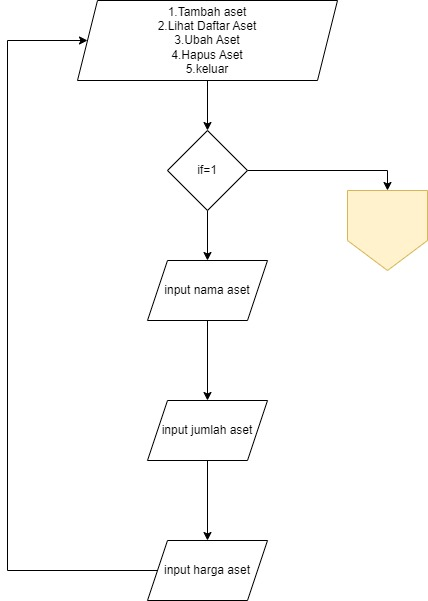 1.Tambah aset
2.Lihat Daftar Aset
3.Ubah Aset
4.Hapus Aset
5.keluar
if=1
input nama aset
input jumlah aset
input harga aset